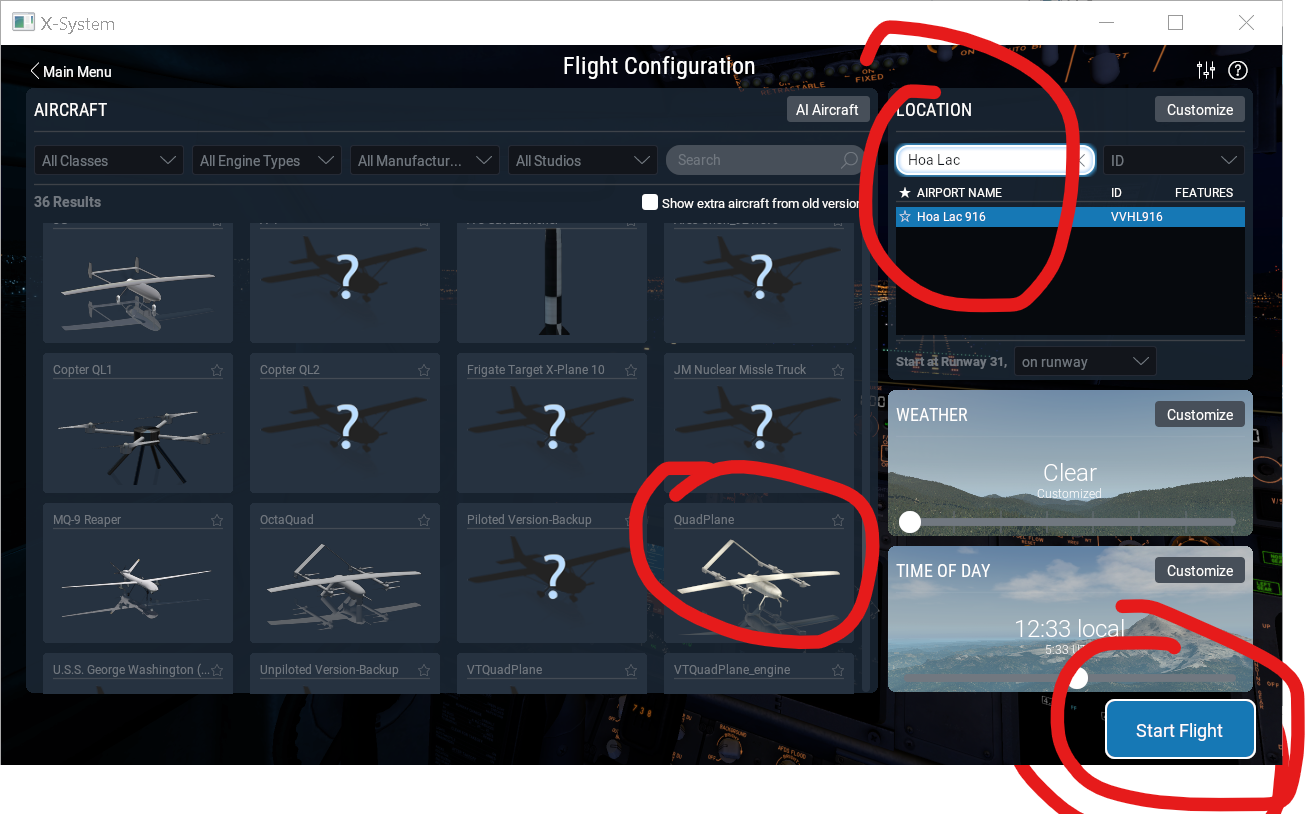 X-System
Main Menu
Flight Configuration
AIRCRAFT
AI Aircraft
All Classes
All Engine Types
All Manufactur...
All Studios
Search
36 Results
Show extra aircraft from old version
Copter QL1
Copter QL2
Frigate Target X-Plane 10
JM Nuclear Missle Truck
MQ-9 Reaper
OctaQuad
Piloted Version-Backup
QuadPlane
U.S.S. George Washington (...
Unpiloted Version-Backup
VTQuadPlane
VTQuadPlane_engine
LOCATION
Customize
Hoa Lac
ID
AIRPORT NAME
ID
FEATURES
Hoa Lac 916
VVHL916
Start at Runway 31,
on runway
WEATHER
Customize
Clear
Customized
TIME OF DAY
Customize
12:33 local
Start Flight